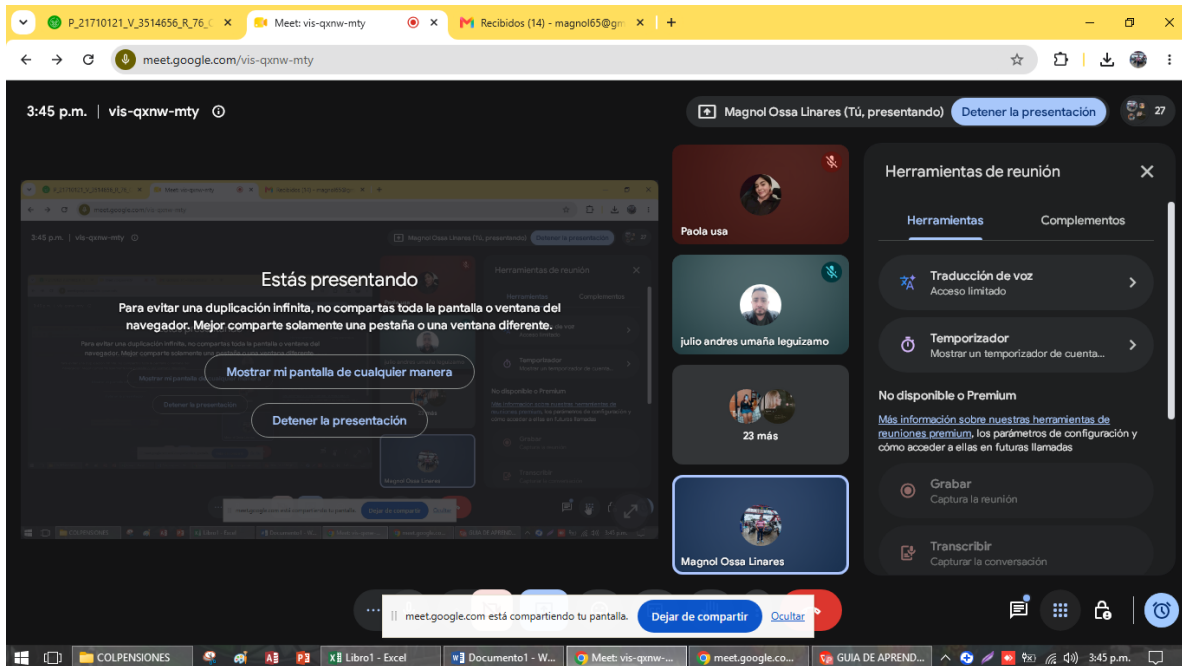 P_21710121_V_3514656_R_76_C
Meet: vis-qxnw-mty
Recibidos (14) - magnol65@gm
meet.google.com/vis-qxnw-mty
3:45 p.m. | vis-qxnw-mty
Magnol Ossa Linares (Tú, presentando)
Detener la presentación
27
Estás presentando
Para evitar una duplicación infinita, no compartas toda la pantalla o ventana del
navegador. Mejor comparte solamente una pestaña o una ventana diferente.
Mostrar mi pantalla de cualquier manera
Detener la presentación
Paola usa
julio andres umaña leguizamo
23 más
Magnol Ossa Linares
Herramientas de reunión
Herramientas
Complementos
Traducción de voz
Acceso limitado
Temporizador
Mostrar un temporizador de cuenta...
No disponible o Premium
Más información sobre nuestras herramientas de
reuniones premium, los parámetros de configuración y
cómo acceder a ellas en futuras llamadas
Grabar
Captura la reunión
Transcribir
Capturar la conversación
meet.google.com está compartiendo tu pantalla.
Dejar de compartir
Ocultar
COLPENSIONES
Libro1 - Excel
Documento1 - W...
Meet: vis-qxnw-...
meet.google.co...
GUIA DE APREND...
3:45 p.m.